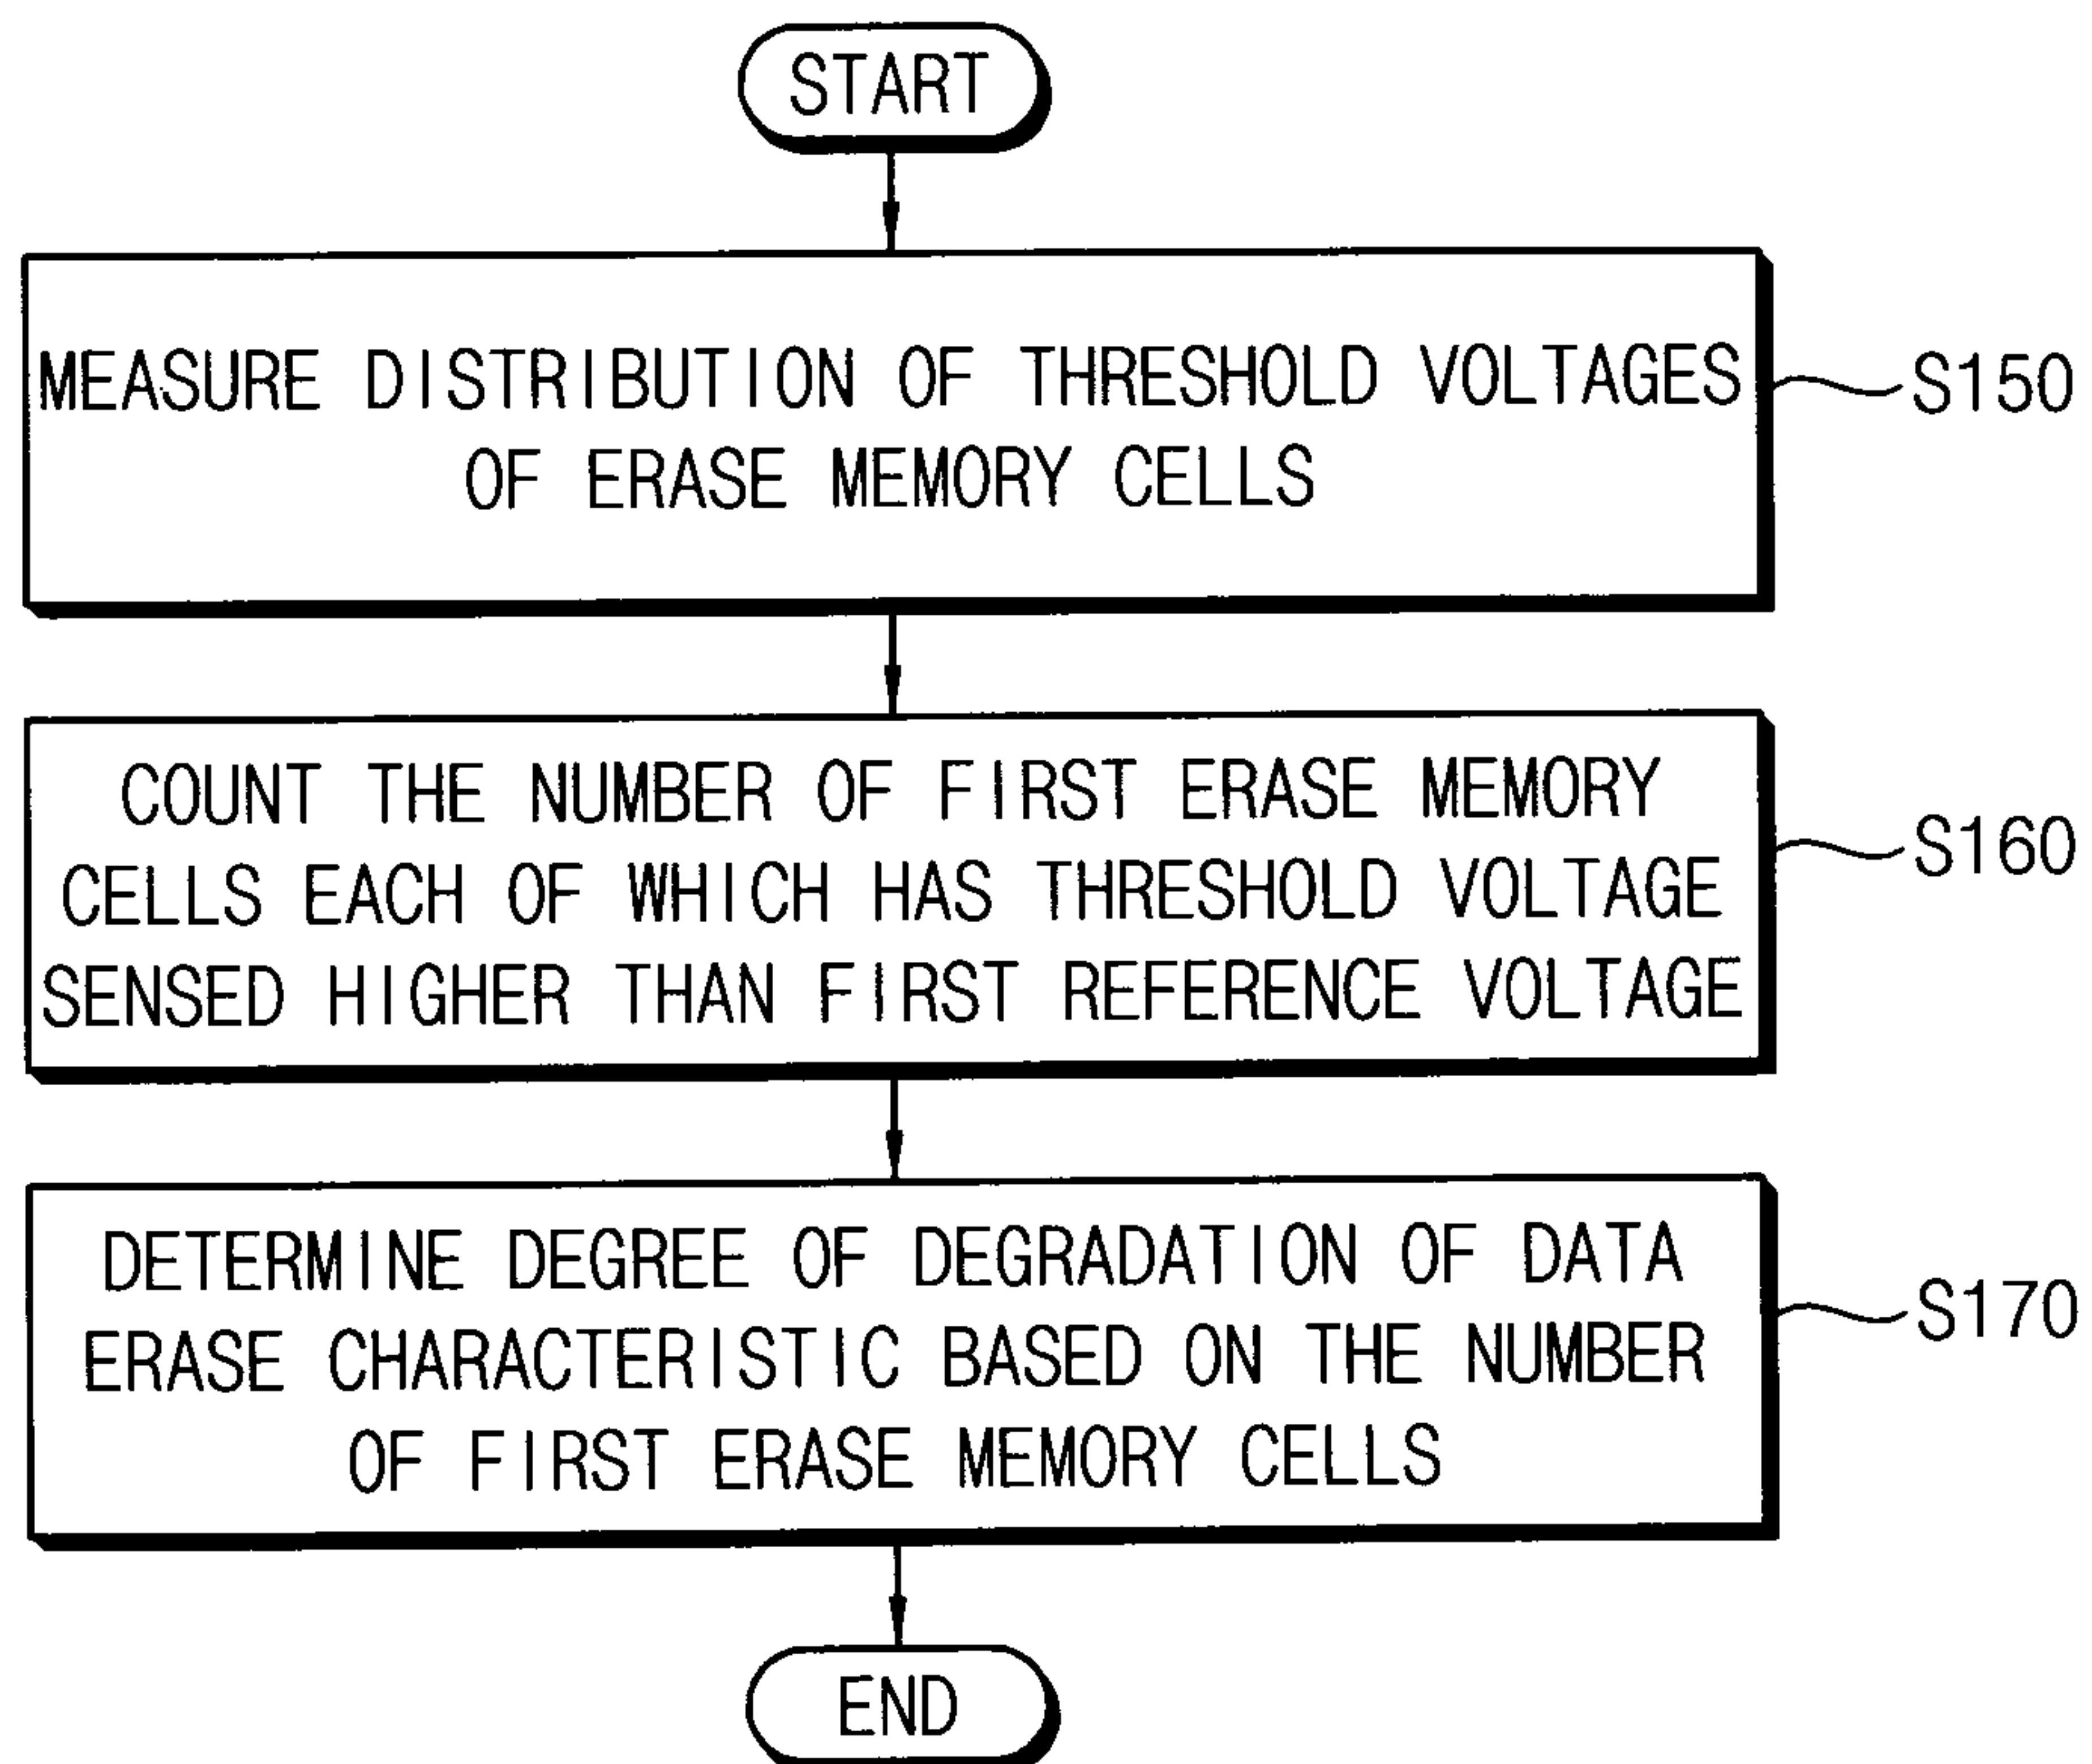 START
MEASURE DISTRIBUTION OF THRESHOLD VOLTAGES
OF ERASE MEMORY CELLS
S150
COUNT THE NUMBER OF FIRST ERASE MEMORY
CELLS EACH OF WHICH HAS THRESHOLD VOLTAGE
SENSED HIGHER THAN FIRST REFERENCE VOLTAGE
S160
DETERMINE DEGREE OF DEGRADATION OF DATA
ERASE CHARACTERISTIC BASED ON THE NUMBER
OF FIRST ERASE MEMORY CELLS
S170
END